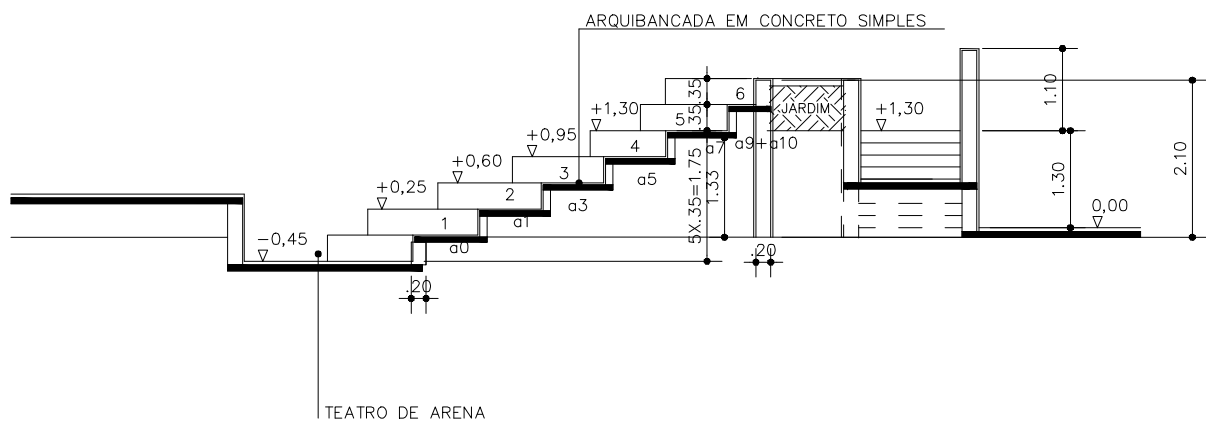 ARQUIBANCADA EM CONCRETO SIMPLES
1.10
.35
6
JARDIM
+1,30
+1,30
.35
5
2.10
+0,95
4
a7
a9+a10
+0,60
3
a5
5X.35=1.75
1.33
1.30
+0,25
2
a3
0,00
1
a1
-0,45
a0
.20
.20
TEATRO DE ARENA